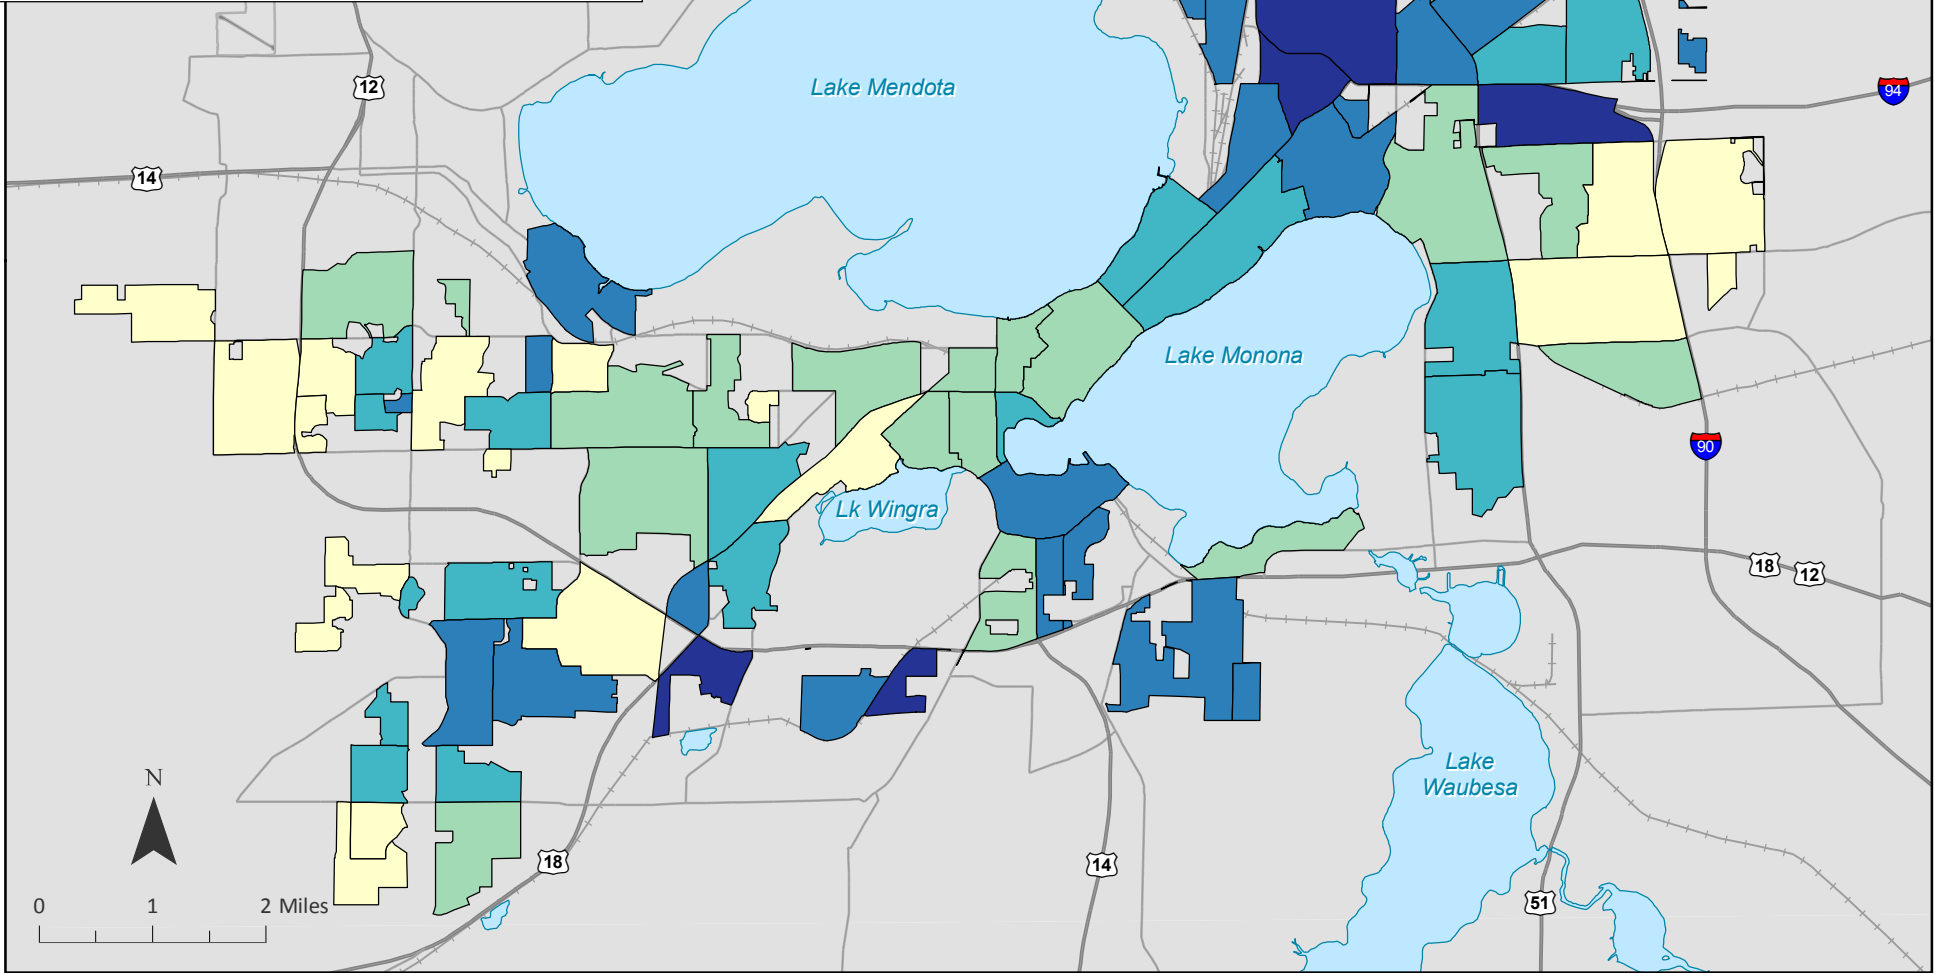 Lake Mendota
12
94
14
Lake Monona
90
Lk Wingra
18
12
Lake
Waubesa
N
18
14
51
0 1 2 Miles